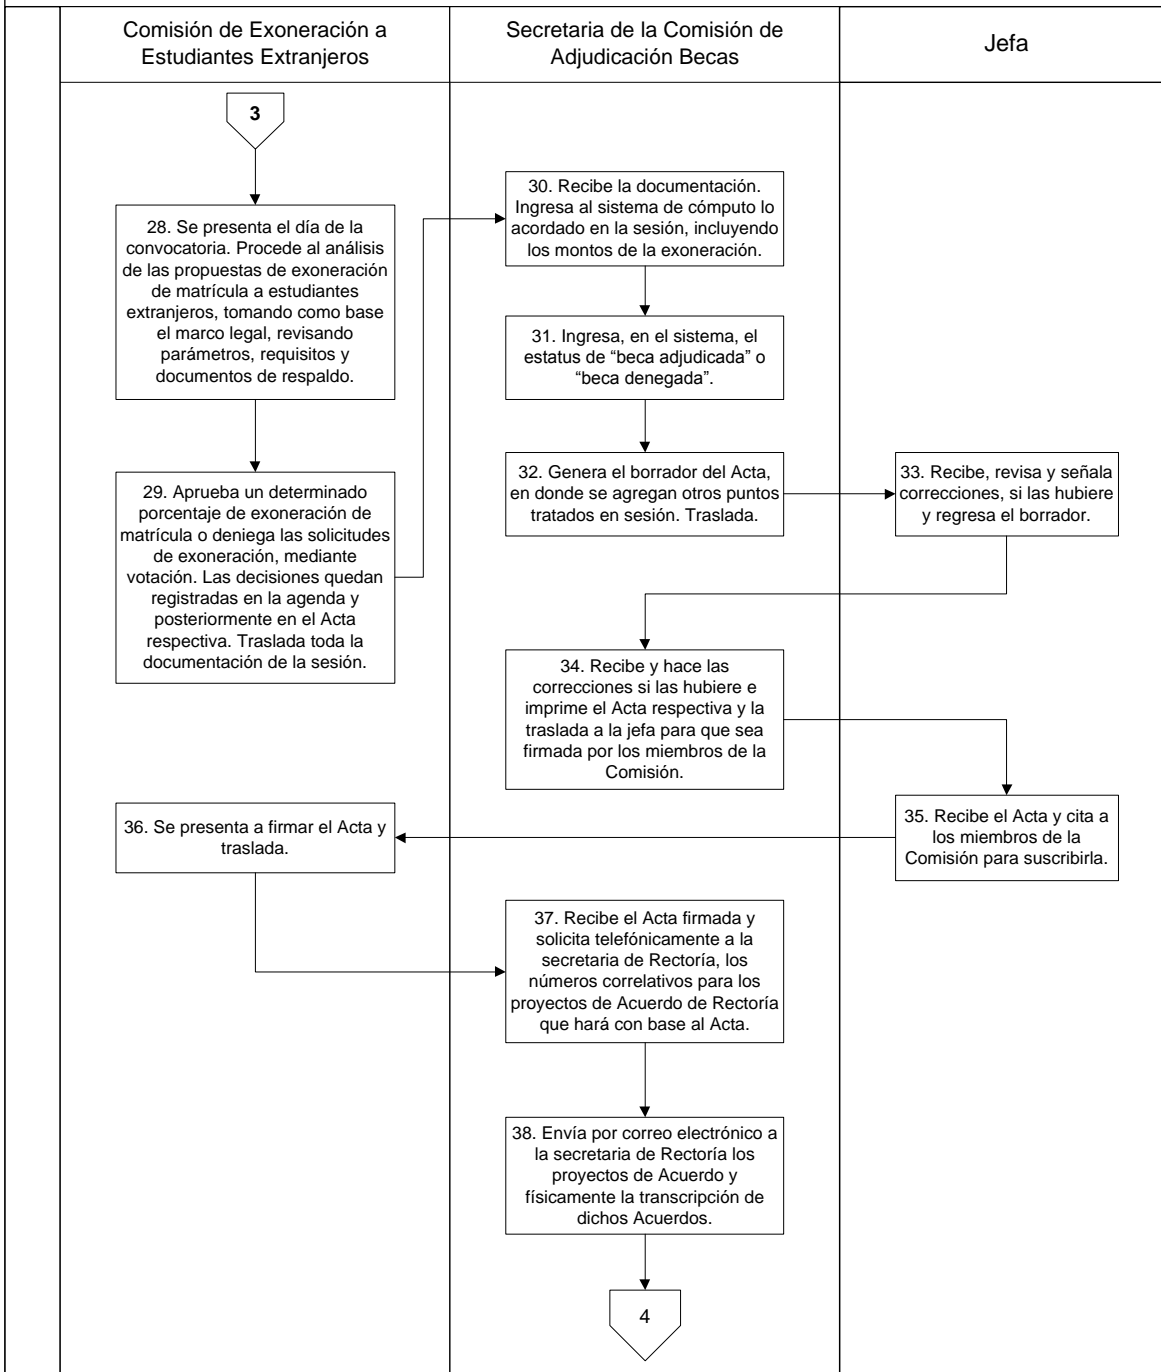 Comisión de Exoneración a
Estudiantes Extranjeros
Secretaria de la Comisión de
Adjudicación Becas
Jefa
3
28. Se presenta el día de la
convocatoria. Procede al análisis
de las propuestas de exoneración
de matrícula a estudiantes
extranjeros, tomando como base
el marco legal, revisando
parámetros, requisitos y
documentos de respaldo.
29. Aprueba un determinado
porcentaje de exoneración de
matrícula o deniega las solicitudes
de exoneración, mediante
votación. Las decisiones quedan
registradas en la agenda y
posteriormente en el Acta
respectiva. Traslada toda la
documentación de la sesión.
30. Recibe la documentación.
Ingresa al sistema de cómputo lo
acordado en la sesión, incluyendo
los montos de la exoneración.
31. Ingresa, en el sistema, el
estatus de “beca adjudicada” o
“beca denegada”.
32. Genera el borrador del Acta,
en donde se agregan otros puntos
tratados en sesión. Traslada.
33. Recibe, revisa y señala
correcciones, si las hubiere
y regresa el borrador.
34. Recibe y hace las
correcciones si las hubiere e
imprime el Acta respectiva y la
traslada a la jefa para que sea
firmada por los miembros de la
Comisión.
35. Recibe el Acta y cita a
los miembros de la
Comisión para suscribirla.
36. Se presenta a firmar el Acta y
traslada.
37. Recibe el Acta firmada y
solicita telefónicamente a la
secretaria de Rectoría, los
números correlativos para los
proyectos de Acuerdo de Rectoría
que hará con base al Acta.
38. Envía por correo electrónico a
la secretaria de Rectoría los
proyectos de Acuerdo y
físicamente la transcripción de
dichos Acuerdos.
4